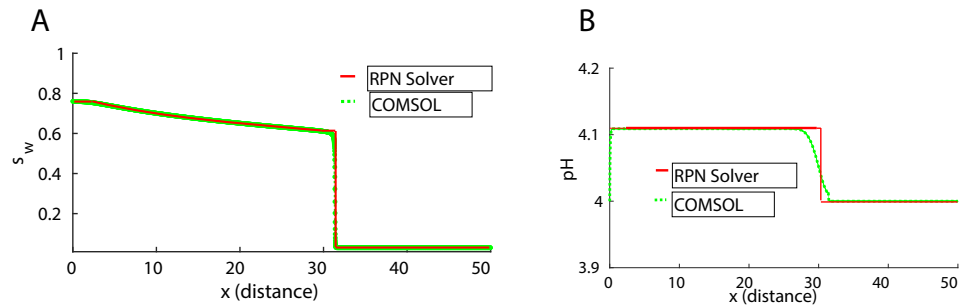 A
1
0.8
0.6
0.4
0.2
s_w
RPN Solver
COMSOL
0 10 20 30 40 50
x (distance)
B
4.2
4.1
4
3.9
pH
RPN Solver
COMSOL
0 10 20 30 40 50
x (distance)